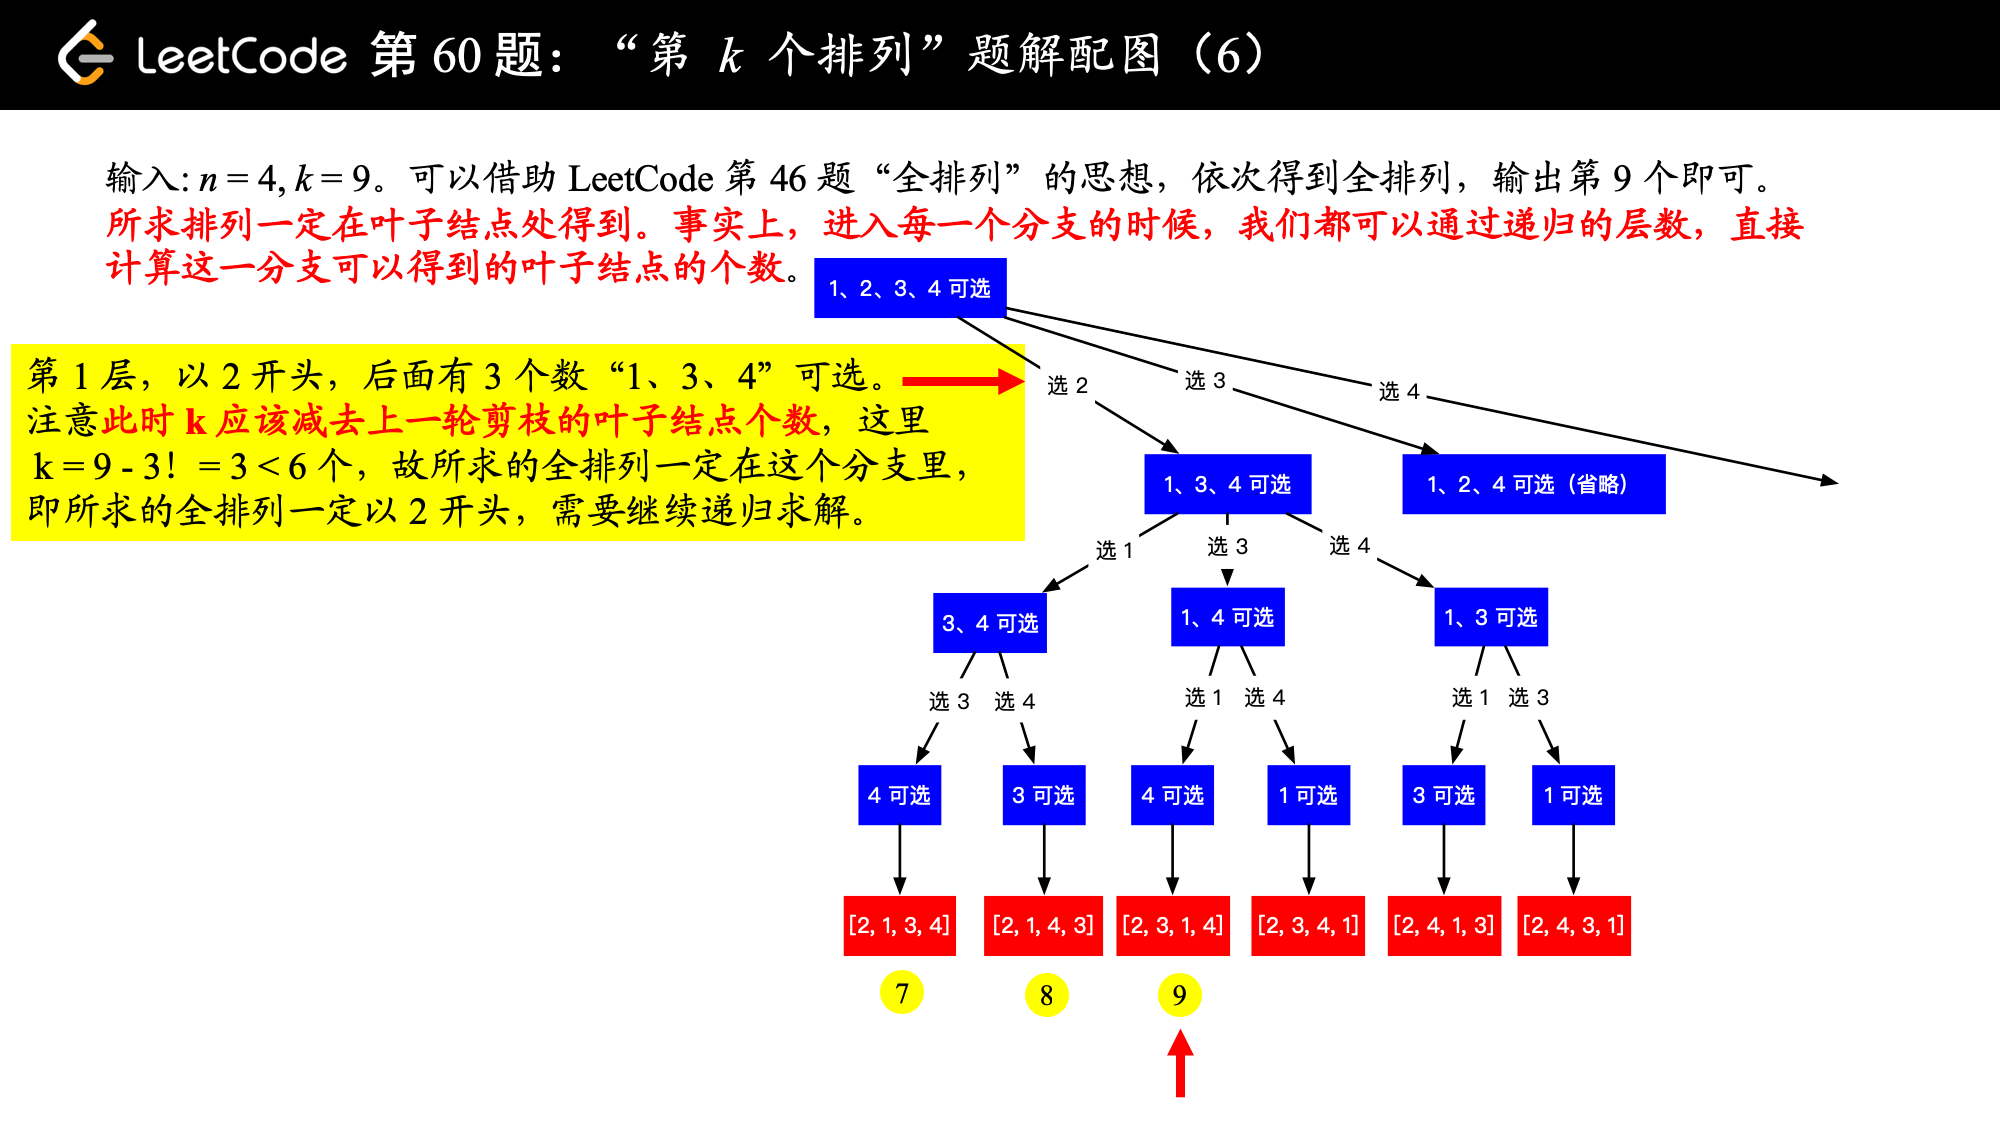 LeetCode 第 60 题：“第 k 个排列”题解配图（6）
输入: n = 4, k = 9。可以借助 LeetCode 第 46 题“全排列”的思想，依次得到全排列，输出第 9 个即可。
所求排列一定在叶子结点处得到。事实上，进入每一个分支的时候，我们都可以通过递归的层数，直接
计算这一分支可以得到的叶子结点的个数。
1、2、3、4 可选
第 1 层，以 2 开头，后面有 3 个数“1、3、4”可选。
注意此时 k 应该减去上一轮剪枝的叶子结点个数，这里
k = 9 - 3！= 3 < 6 个，故所求的全排列一定在这个分支里，
即所求的全排列一定以 2 开头，需要继续递归求解。
选 2
选 3
选 4
1、3、4 可选
1、2、4 可选（省略）
选 1
选 3
选 4
3、4 可选
1、4 可选
1、3 可选
选 3
选 4
选 1
选 4
选 1
选 3
4 可选
3 可选
4 可选
1 可选
3 可选
1 可选
[2, 1, 3, 4]
[2, 1, 4, 3]
[2, 3, 1, 4]
[2, 3, 4, 1]
[2, 4, 1, 3]
[2, 4, 3, 1]
7
8
9